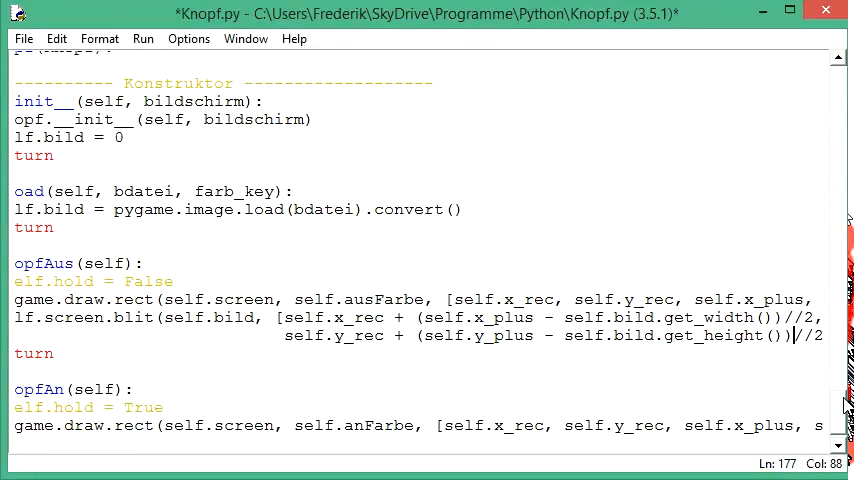 *Knopf.py - C:\Users\Frederik\SkyDrive\Programme\Python\Knopf.py (3.5.1)*
File Edit Format Run Options Window Help
---------- Konstruktor -------------------
init__(self, bildschirm):
opf.__init__(self, bildschirm)
lf.bild = 0
turn
oad(self, bdatei, farb_key):
lf.bild = pygame.image.load(bdatei).convert()
turn
opfAus(self):
elf.hold = False
game.draw.rect(self.screen, self.ausFarbe, [self.x_rec, self.y_rec, self.x_plus,
lf.screen.blit(self.bild, [self.x_rec + (self.x_plus - self.bild.get_width())//2,
self.y_rec + (self.y_plus - self.bild.get_height())//2
turn
opfAn(self):
elf.hold = True
game.draw.rect(self.screen, self.anFarbe, [self.x_rec, self.y_rec, self.x_plus, s
Ln: 177 Col: 88